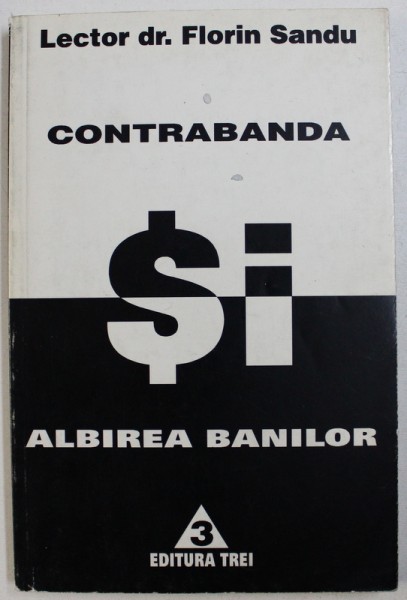 Lector dr. Florin Sandu
CONTRABANDA
$i
ALBIREA BANILOR
3
EDITURA TREI